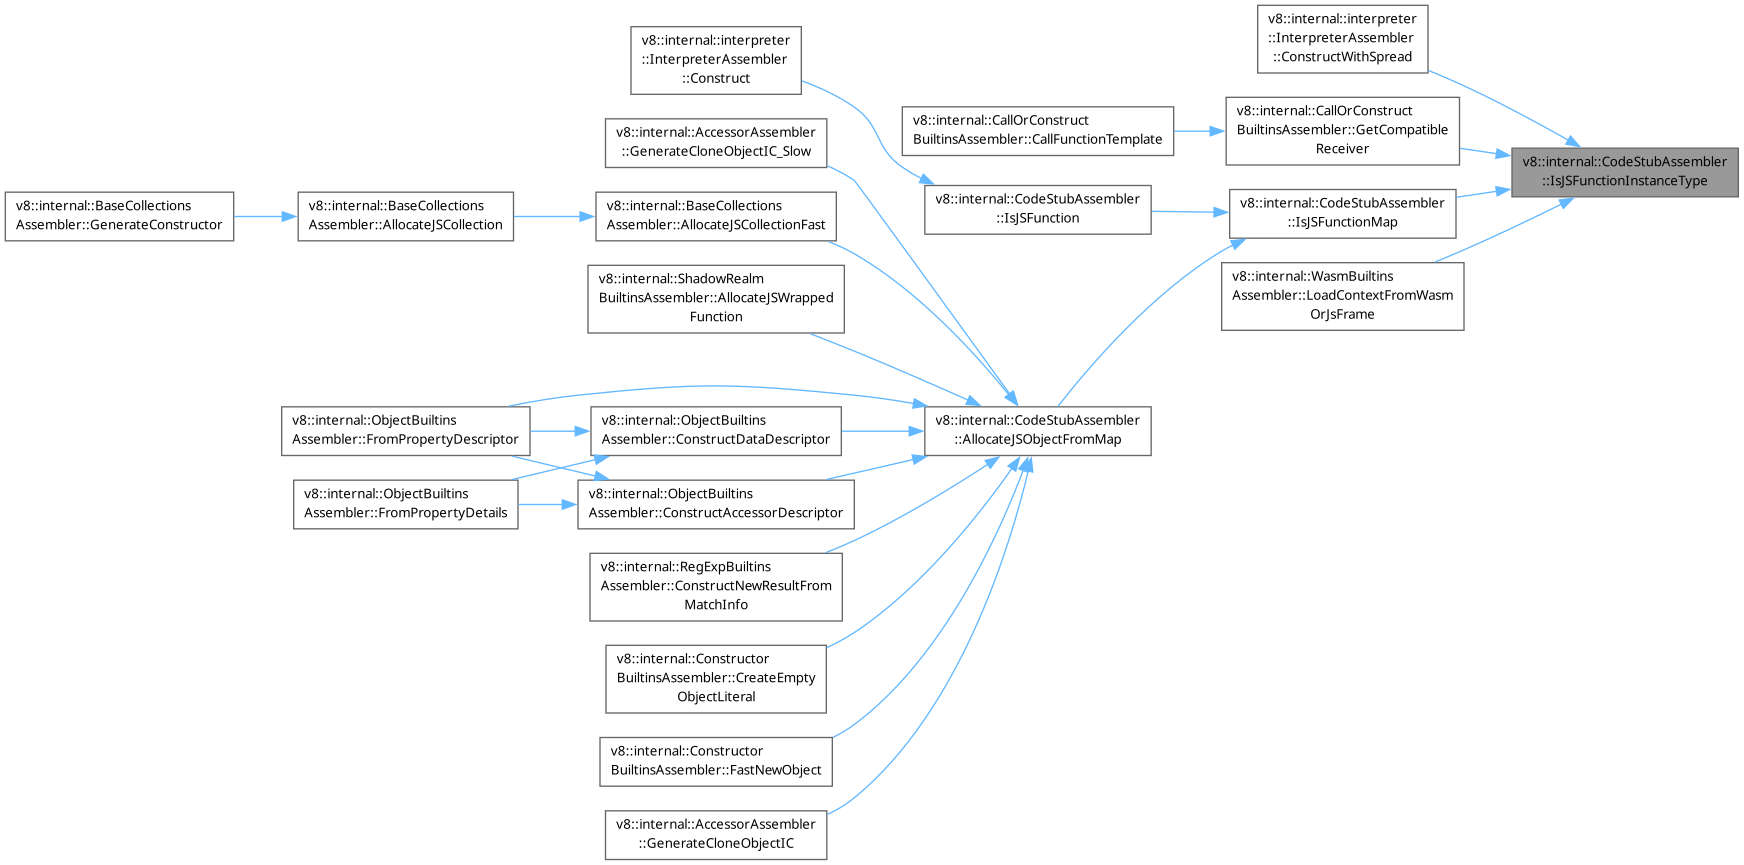 v8::internal::interpreter
::InterpreterAssembler
::ConstructWithSpread
v8::internal::interpreter
::InterpreterAssembler
::Construct
v8::internal::CallOrConstruct
BuiltinsAssembler::GetCompatible
Receiver
v8::internal::CallOrConstruct
BuiltinsAssembler::CallFunctionTemplate
v8::internal::AccessorAssembler
::GenerateCloneObjectIC_Slow
v8::internal::CodeStubAssembler
::IsJSFunctionInstanceType
v8::internal::CodeStubAssembler
::IsJSFunction
v8::internal::CodeStubAssembler
::IsJSFunctionMap
v8::internal::BaseCollections
Assembler::GenerateConstructor
v8::internal::BaseCollections
Assembler::AllocateJSCollection
v8::internal::BaseCollections
Assembler::AllocateJSCollectionFast
v8::internal::WasmBuiltins
Assembler::LoadContextFromWasm
OrJsFrame
v8::internal::ShadowRealm
BuiltinsAssembler::AllocateJSWrapped
Function
v8::internal::ObjectBuiltins
Assembler::FromPropertyDescriptor
v8::internal::ObjectBuiltins
Assembler::ConstructDataDescriptor
v8::internal::CodeStubAssembler
::AllocateJSObjectFromMap
v8::internal::ObjectBuiltins
Assembler::FromPropertyDetails
v8::internal::ObjectBuiltins
Assembler::ConstructAccessorDescriptor
v8::internal::RegExpBuiltins
Assembler::ConstructNewResultFrom
MatchInfo
v8::internal::Constructor
BuiltinsAssembler::CreateEmpty
ObjectLiteral
v8::internal::Constructor
BuiltinsAssembler::FastNewObject
v8::internal::AccessorAssembler
::GenerateCloneObjectIC